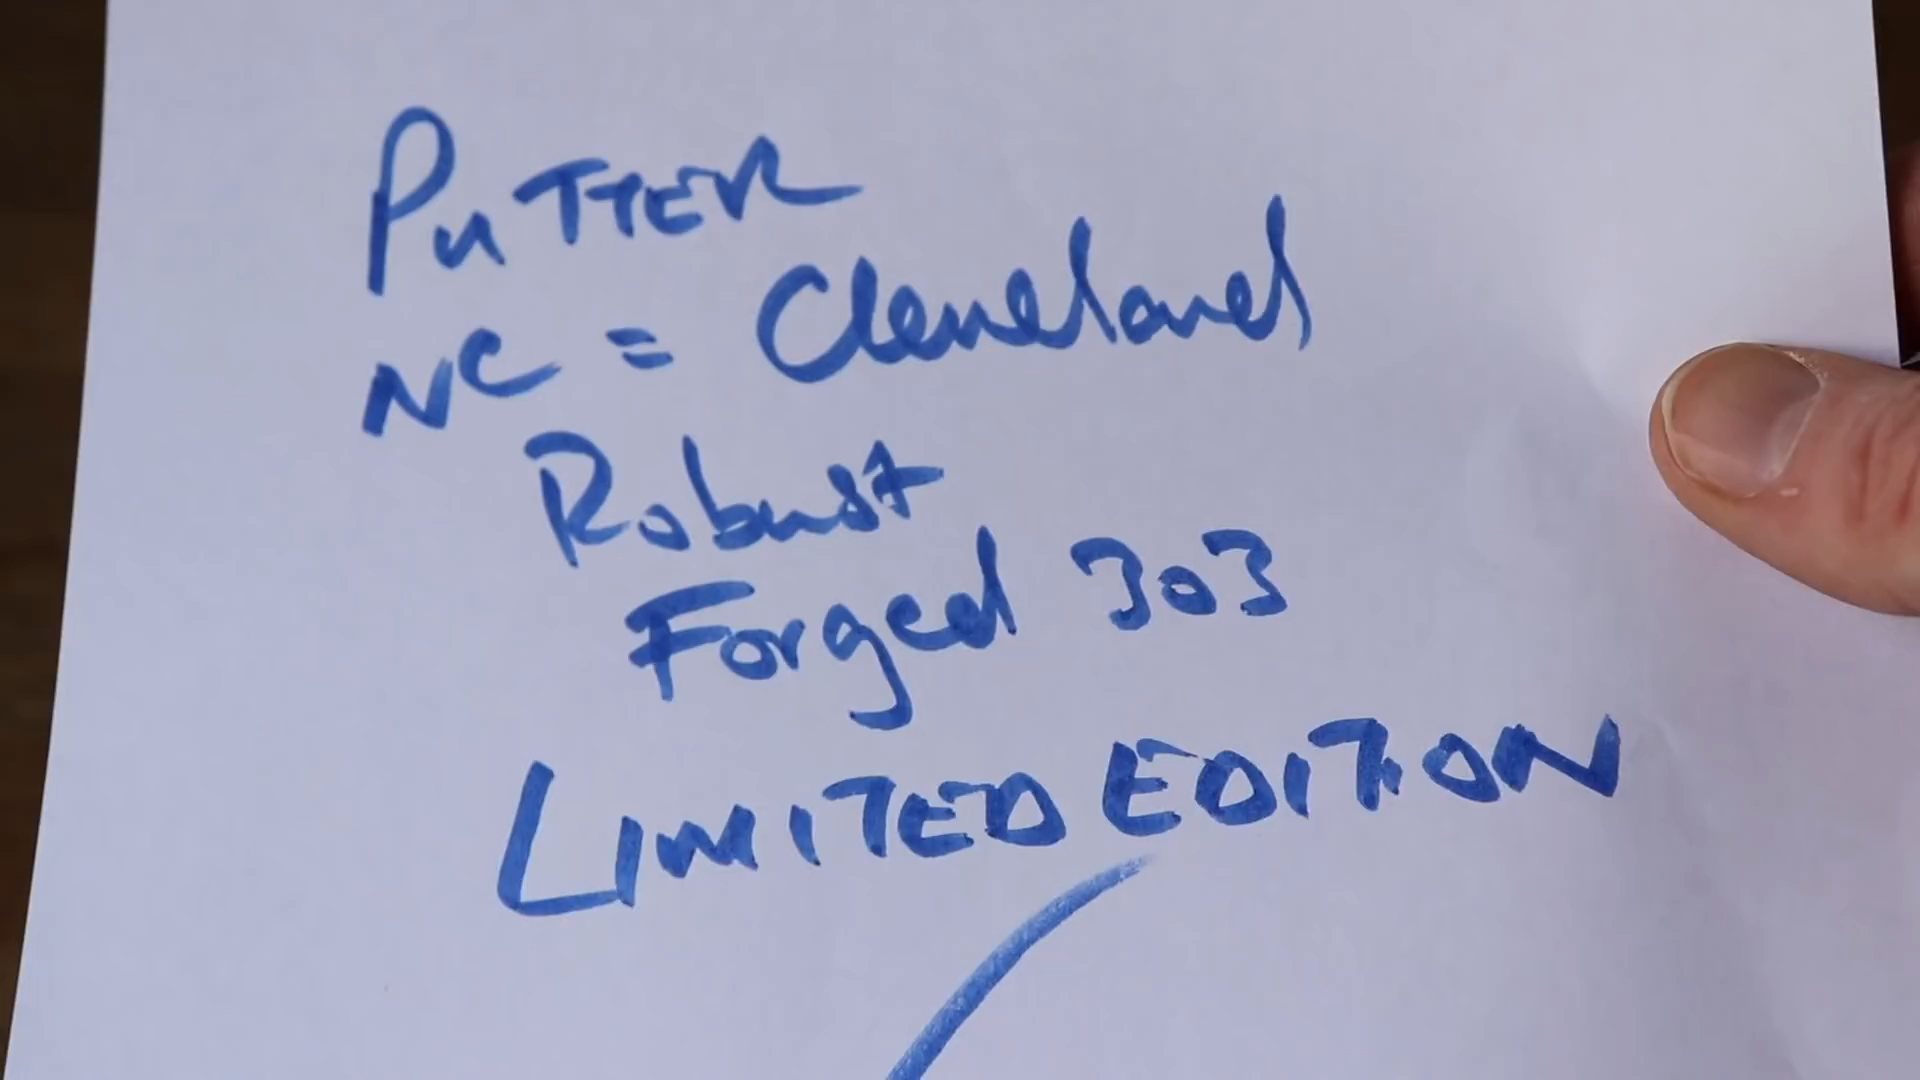 PuTTER
NC = Cleveland
Robust
Forged 303
LIMITED EDITION